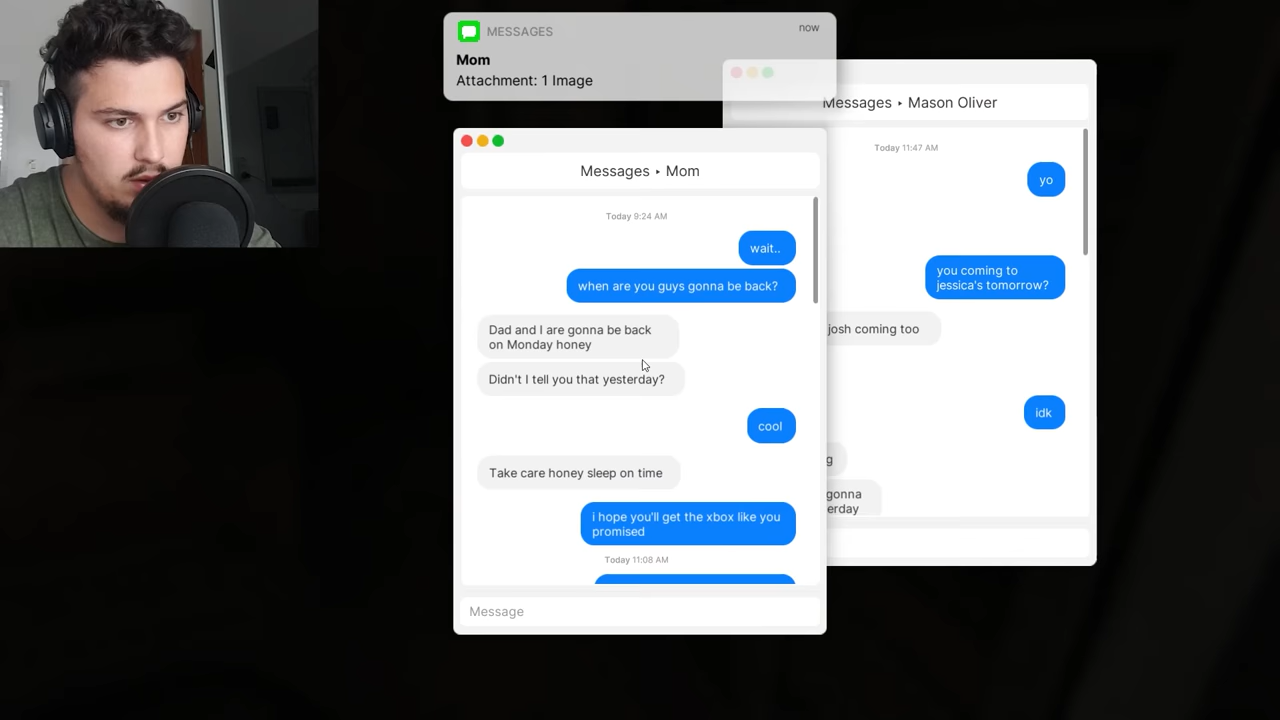 MESSAGES
now
Mom
Attachment: 1 Image
Messages ‣ Mason Oliver
Today 11:47 AM
yo
you coming to
jessica's tomorrow?
josh coming too
idk
g
gonna
erday
Messages ‣ Mom
Today 9:24 AM
wait..
when are you guys gonna be back?
Dad and I are gonna be back
on Monday honey
Didn't I tell you that yesterday?
cool
Take care honey sleep on time
i hope you'll get the xbox like you
promised
Today 11:08 AM
Message